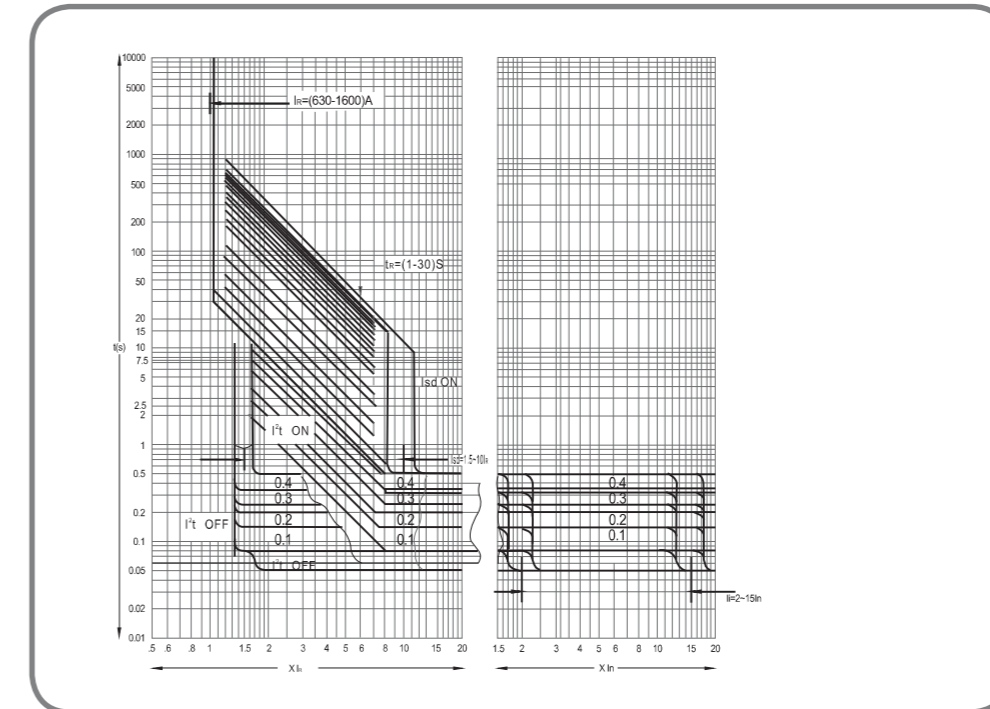 10000
5000
2000
1000
500
200
100
50
20
15
10
7.5
5
2.5
2
1
0.5
0.2
0.1
0.05
0.02
0.01
t(s)
IR=(630-1600)A
tR=(1-30)S
Isd ON
I²t ON
Isd=1.5~10IR
0.4 0.4 0.4
0.3 0.3 0.3
I²t OFF 0.2 0.2 0.2
0.1 0.1 0.1
I²t OFF
Ii=2~15In
.5 .6 .8 1 1.5 2 3 4 5 6 8 10 15 20
X IR
1.5 2 3 4 5 6 8 10 15 20
X In